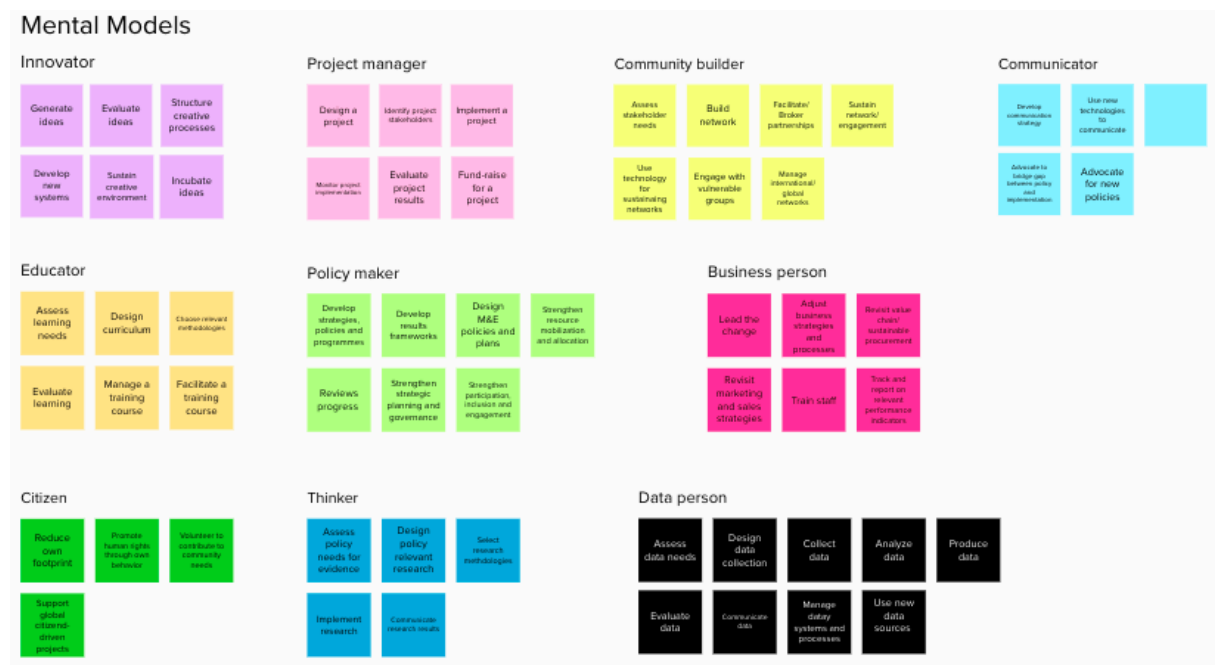 Mental Models
Innovator
Generate
ideas
Evaluate
ideas
Structure
creative
processes
Develop
new
systems
Sustain
creative
environment
Incubate
ideas
Project manager
Design a
project
Identify project
stakeholders
Implement a
project
Monitor project
implementation
Evaluate
project
results
Fund-raise
for a
project
Community builder
Assess
stakeholder
needs
Build
network
Facilitate/
Broker
partnerships
Sustain
network/
engagement
Use
technology
for
sustainaing
networks
Engage with
vulnerable
groups
Manage
international/
global
networks
Communicator
Develop
communication
strategy
Use new
technologies
to
communicate
Advocate to
bridge gap
between policy
and
implementation
Advocate
for new
policies
Educator
Assess
learning
needs
Design
curriculum
Choose relevant
methodologies
Evaluate
learning
Manage a
training
course
Facilitate a
training
course
Policy maker
Develop
strategies,
policies and
programmes
Develop
results
frameworks
Design
M&E
policies and
plans
Strengthen
resource
mobilization
and allocation
Reviews
progress
Strengthen
strategic
planning and
governance
Strengthen
participation,
inclusion and
engagement
Business person
Lead the
change
Adjust
business
strategies
and
processes
Revisit value
chain/
sustainable
procurement
Revisit
marketing
and sales
strategies
Train staff
Track and
report on
relevant
performance
indicators
Citizen
Reduce
own
footprint
Promote
human rights
through own
behavior
Volunteer to
contribute to
community
needs
Support
global
citizend-
driven
projects
Thinker
Assess
policy
needs for
evidence
Design
policy
relevant
research
Select
research
methdologies
Implement
research
Communicate
research results
Data person
Assess
data needs
Design
data
collection
Collect
data
Analyze
data
Produce
data
Evaluate
data
Communicate
data
Manage
datay
systems and
processes
Use new
data
sources